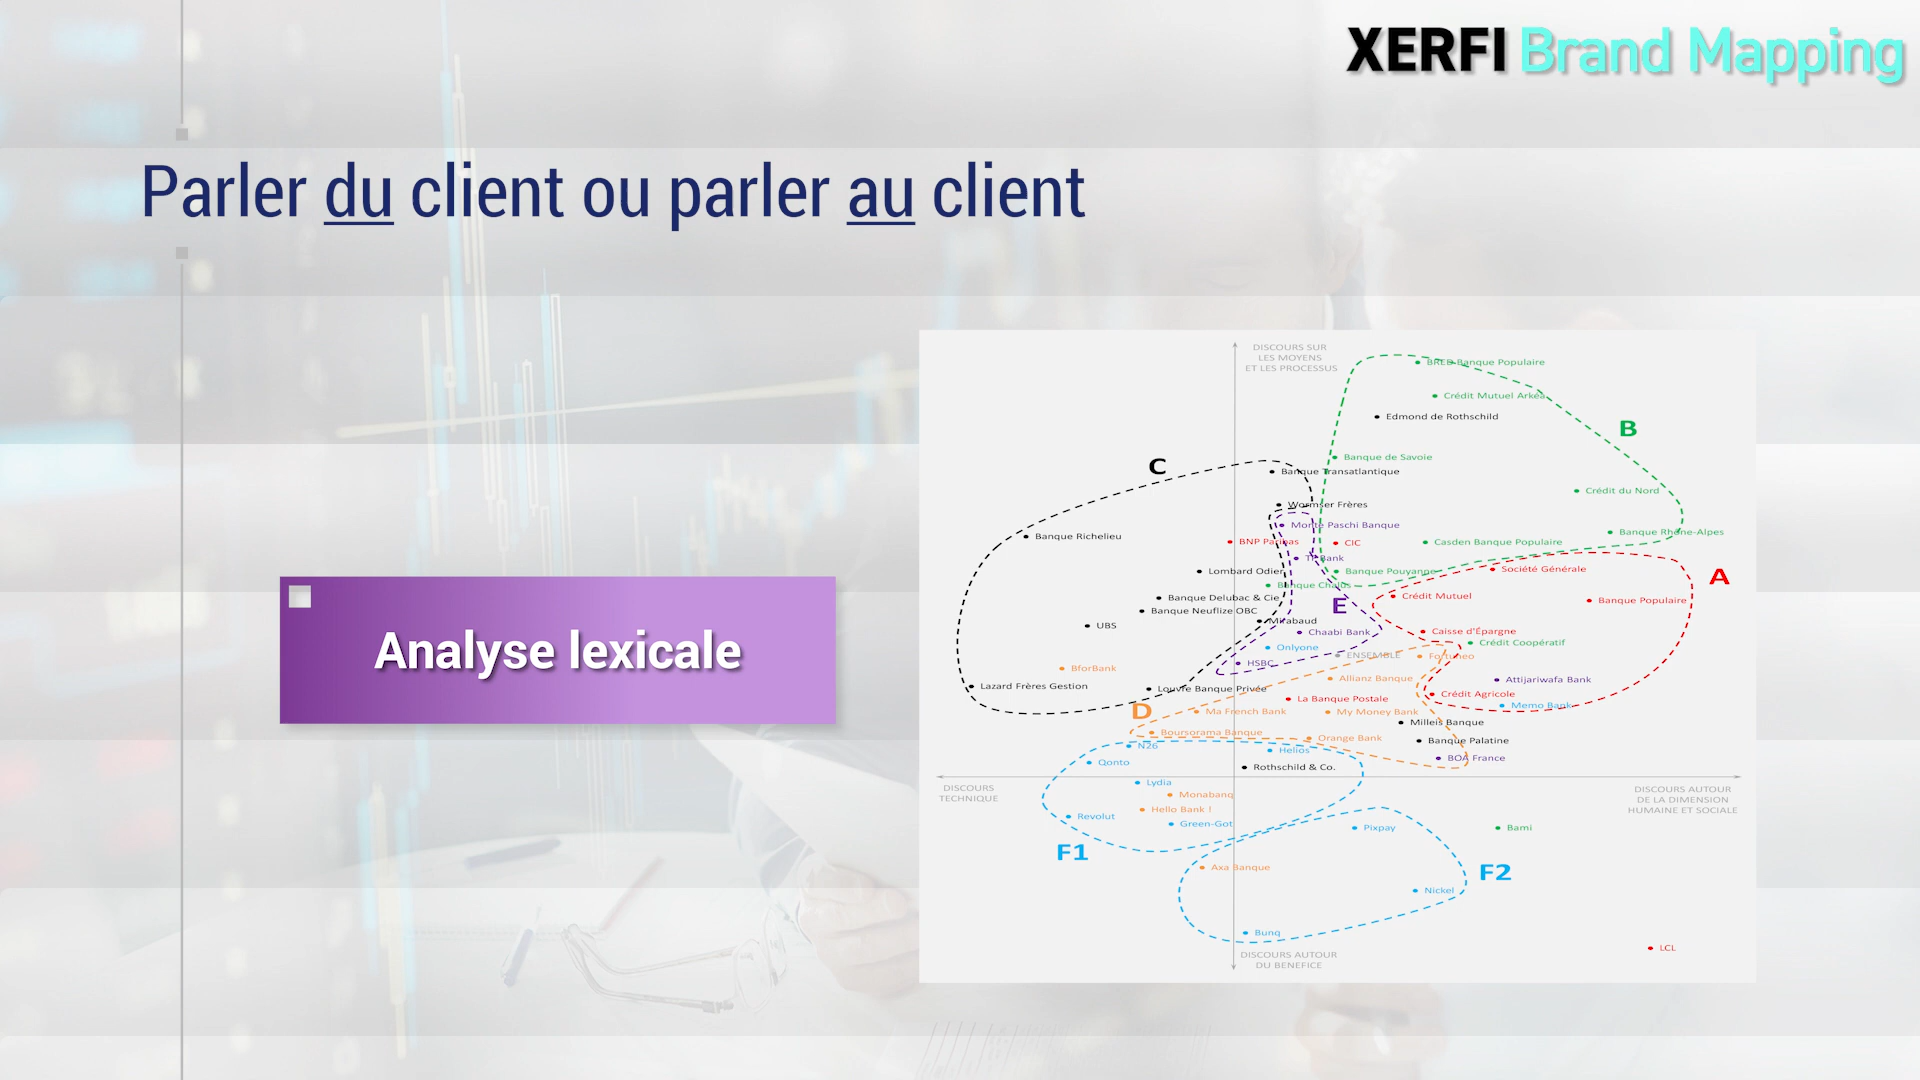 XERFI Brand Mapping
Parler du client ou parler au client
Analyse lexicale
DISCOURS SUR
LES MOYENS
ET LES PROCESSUS
BRED Banque Populaire
Crédit Mutuel Arkéa
Edmond de Rothschild
B
Banque de Savoie
C
Banque Transatlantique
Crédit du Nord
Wormser Frères
Monte Paschi Banque
Banque Rhône-Alpes
Banque Richelieu
BNP Paribas
CIC
Casden Banque Populaire
Bank
Lombard Odier
Banque Pouyanne
Société Générale
A
Banque Chalus
Banque Delubac & Cie
Crédit Mutuel
Banque Populaire
E
Banque Neuflize OBC
Mirabaud
UBS
Chaabi Bank
Caisse d'Épargne
Crédit Coopératif
Onlyone
ENSEMBLE
Fortuneo
HSBC
BforBank
Allianz Banque
Attijariwafa Bank
Lazard Frères Gestion
Louvre Banque Privée
La Banque Postale
Crédit Agricole
Memo Bank
D
Ma French Bank
My Money Bank
Milleis Banque
Boursorama Banque
Orange Bank
Banque Palatine
N26
Helios
BOA France
Qonto
Rothschild & Co.
Lydia
DISCOURS
TECHNIQUE
DISCOURS AUTOUR
DE LA DIMENSION
HUMAINE ET SOCIALE
Monabanq
Hello Bank !
Revolut
Green-Got
Pixpay
Bami
F1
Axa Banque
F2
Nickel
Bunq
LCL
DISCOURS AUTOUR
DU BENEFICE